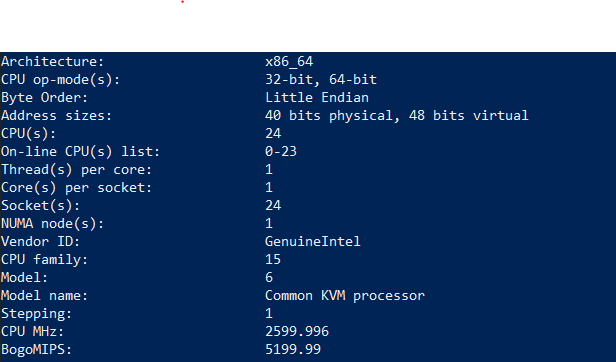 Architecture: x86_64
CPU op-mode(s): 32-bit, 64-bit
Byte Order: Little Endian
Address sizes: 40 bits physical, 48 bits virtual
CPU(s): 24
On-line CPU(s) list: 0-23
Thread(s) per core: 1
Core(s) per socket: 1
Socket(s): 24
NUMA node(s): 1
Vendor ID: GenuineIntel
CPU family: 15
Model: 6
Model name: Common KVM processor
Stepping: 1
CPU MHz: 2599.996
BogoMIPS: 5199.99